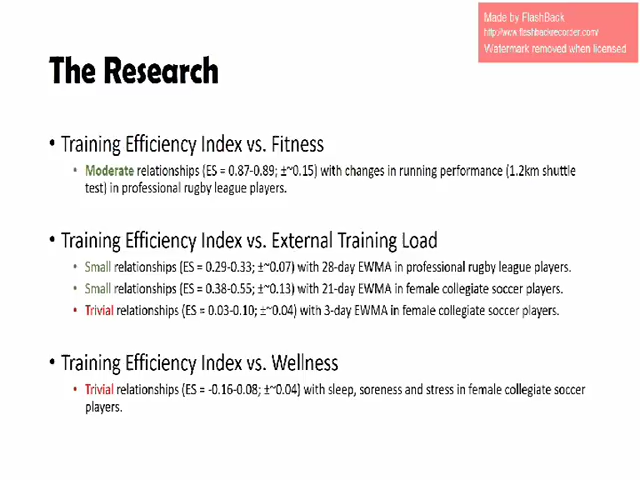 Made by FlashBack
http://www.flashbackrecorder.com/
Watermark removed when licensed
The Research
• Training Efficiency Index vs. Fitness
• Moderate relationships (ES = 0.87-0.89; ±~0.15) with changes in running performance (1.2km shuttle
test) in professional rugby league players.
• Training Efficiency Index vs. External Training Load
• Small relationships (ES = 0.29-0.33; ±~0.07) with 28-day EWMA in professional rugby league players.
• Small relationships (ES = 0.38-0.55; ±~0.13) with 21-day EWMA in female collegiate soccer players.
• Trivial relationships (ES = 0.03-0.10; ±~0.04) with 3-day EWMA in female collegiate soccer players.
• Training Efficiency Index vs. Wellness
• Trivial relationships (ES = -0.16-0.08; ±~0.04) with sleep, soreness and stress in female collegiate soccer
players.